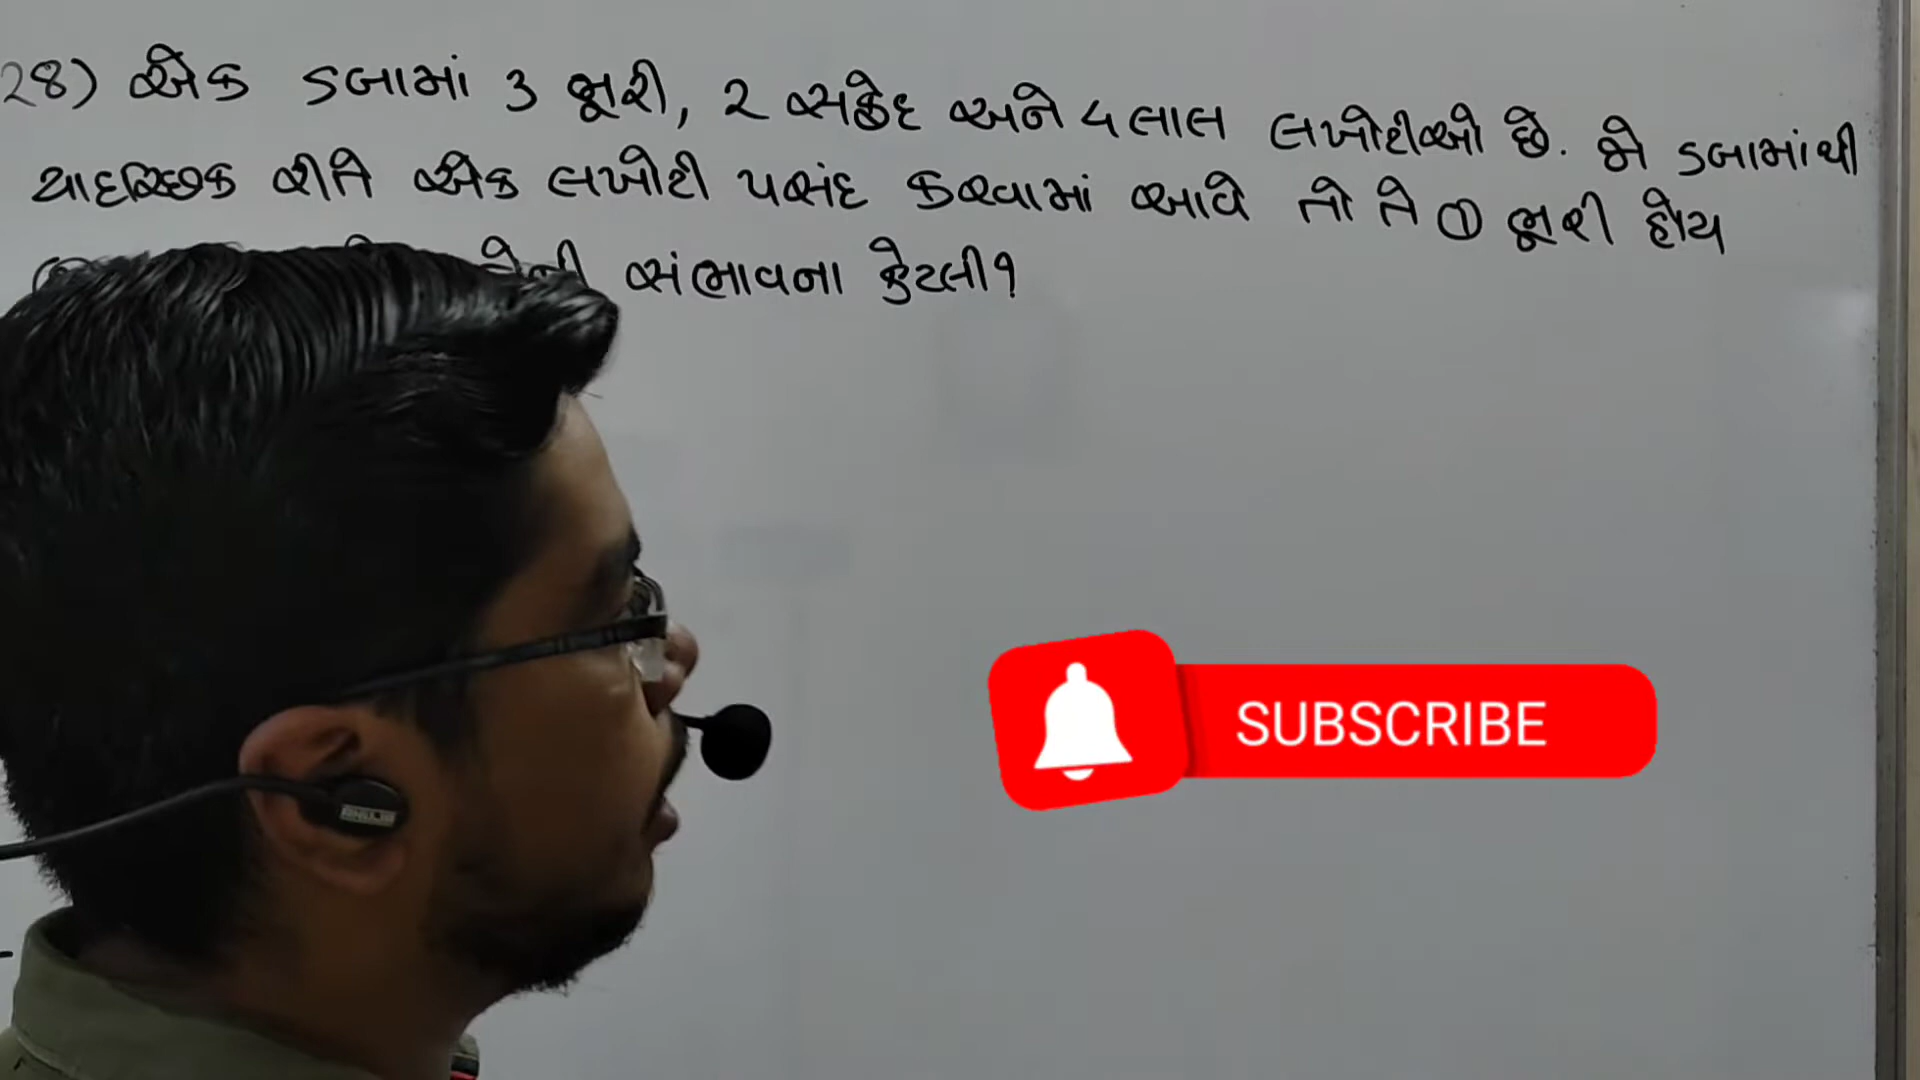 28) એક ડબામાં 3 ભૂરી, 2 સફેદ અને 4 લાલ લખોટીઓ છે. જો ડબામાંથી
યાદચ્છિક રીતે એક લખોટી પસંદ કરવામાં આવે તો તે ① ભૂરી હોય
સંભાવના કેટલી?
SUBSCRIBE